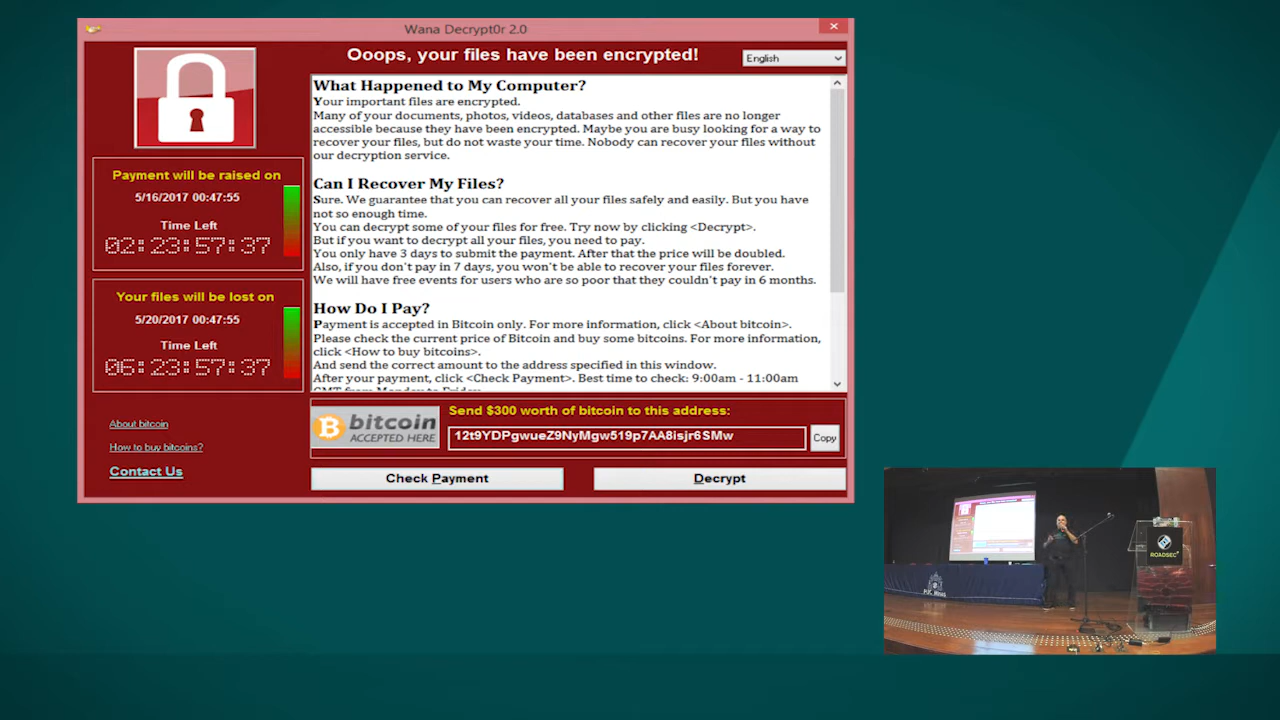 Wana Decrypt0r 2.0
Ooops, your files have been encrypted!
English
What Happened to My Computer?
Your important files are encrypted.
Many of your documents, photos, videos, databases and other files are no longer
accessible because they have been encrypted. Maybe you are busy looking for a way to
recover your files, but do not waste your time. Nobody can recover your files without
our decryption service.
Can I Recover My Files?
Sure. We guarantee that you can recover all your files safely and easily. But you have
not so enough time.
You can decrypt some of your files for free. Try now by clicking <Decrypt>.
But if you want to decrypt all your files, you need to pay.
You only have 3 days to submit the payment. After that the price will be doubled.
Also, if you don't pay in 7 days, you won't be able to recover your files forever.
We will have free events for users who are so poor that they couldn't pay in 6 months.
How Do I Pay?
Payment is accepted in Bitcoin only. For more information, click <About bitcoin>.
Please check the current price of Bitcoin and buy some bitcoins. For more information,
click <How to buy bitcoins>.
And send the correct amount to the address specified in this window.
After your payment, click <Check Payment>. Best time to check: 9:00am - 11:00am
GMT from Monday to Friday.
Payment will be raised on
5/16/2017 00:47:55
Time Left
02:23:57:37
Your files will be lost on
5/20/2017 00:47:55
Time Left
06:23:57:37
About bitcoin
How to buy bitcoins?
Contact Us
bitcoin
ACCEPTED HERE
Send $300 worth of bitcoin to this address:
12t9YDPgwueZ9NyMgw519p7AA8isjr6SMw
Copy
Check Payment
Decrypt
ROADSEC
PUC Minas